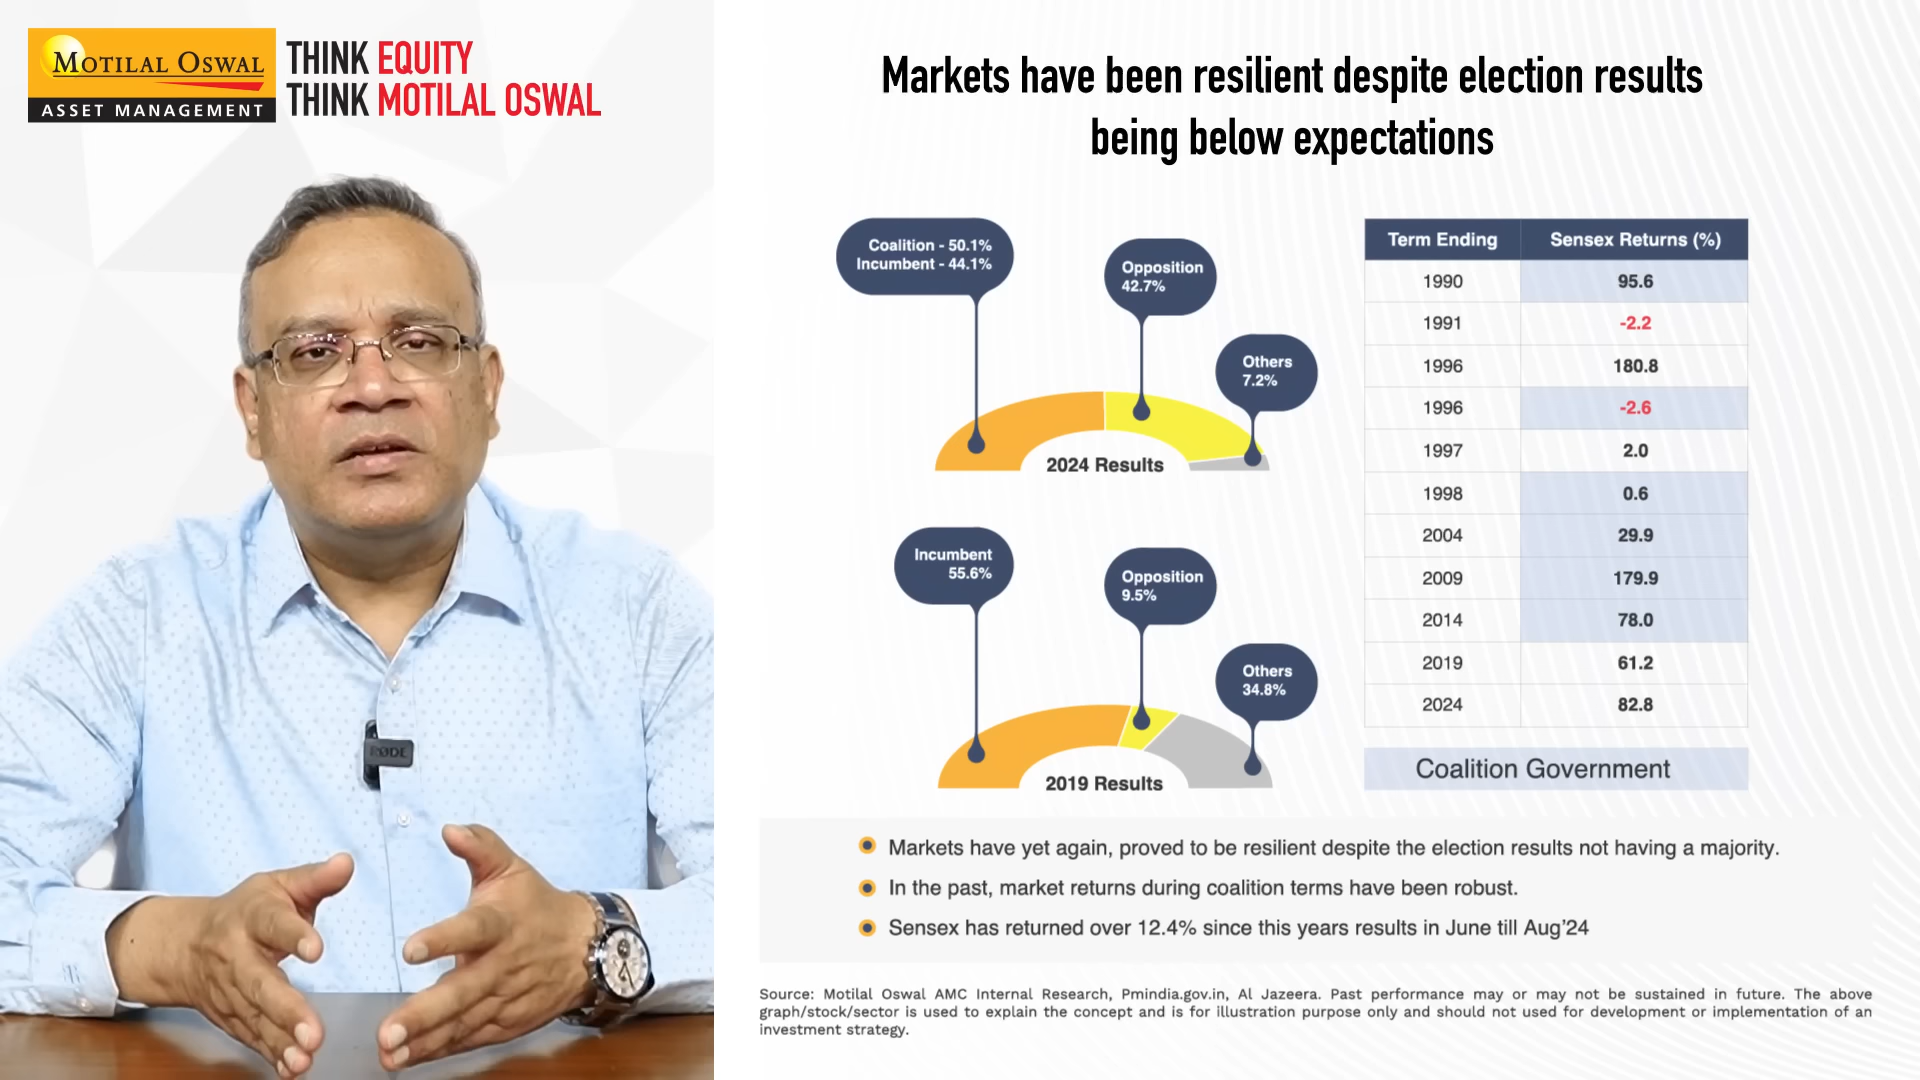 MOTILAL OSWAL
ASSET MANAGEMENT
THINK EQUITY
THINK MOTILAL OSWAL
Markets have been resilient despite election results
being below expectations
Coalition - 50.1%
Incumbent - 44.1%
Opposition
42.7%
Others
7.2%
2024 Results
Incumbent
55.6%
Opposition
9.5%
Others
34.8%
2019 Results
Term Ending Sensex Returns (%)
1990 95.6
1991 -2.2
1996 180.8
1996 -2.6
1997 2.0
1998 0.6
2004 29.9
2009 179.9
2014 78.0
2019 61.2
2024 82.8
Coalition Government
RODE
Markets have yet again, proved to be resilient despite the election results not having a majority.
In the past, market returns during coalition terms have been robust.
Sensex has returned over 12.4% since this years results in June till Aug'24
Source: Motilal Oswal AMC Internal Research, Pmindia.gov.in, Al Jazeera. Past performance may or may not be sustained in future. The above
graph/stock/sector is used to explain the concept and is for illustration purpose only and should not used for development or implementation of an
investment strategy.